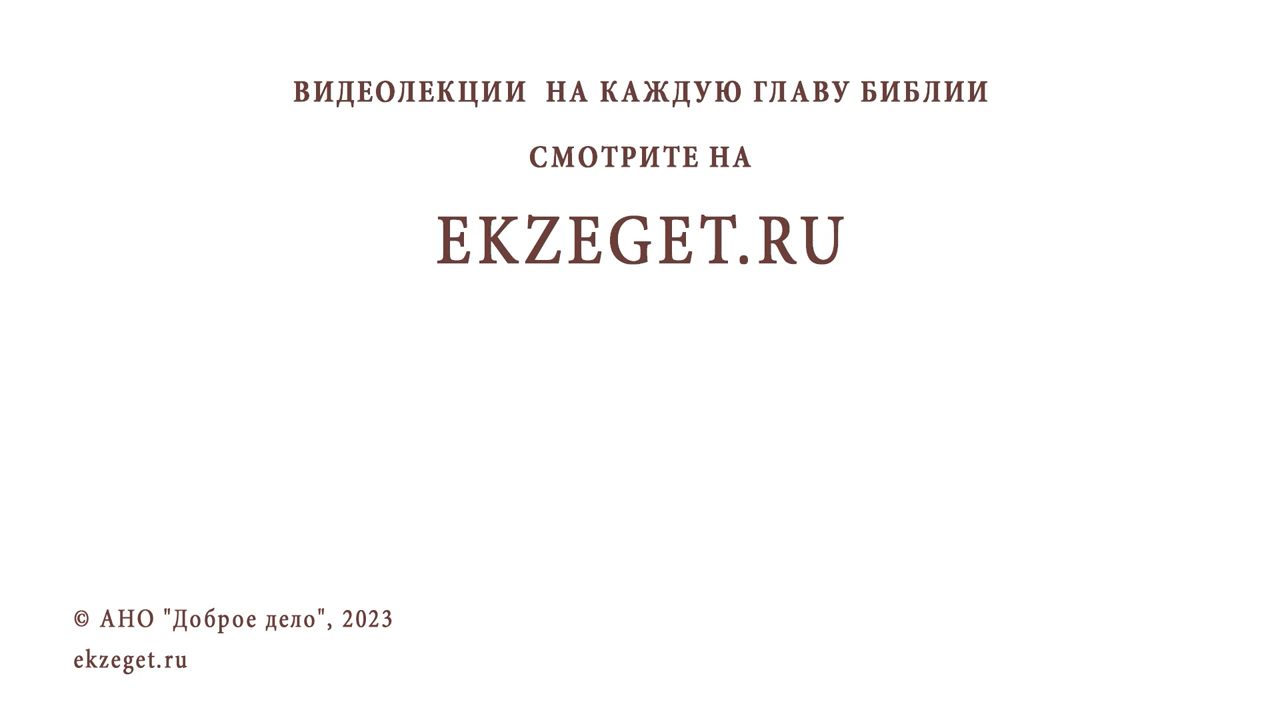 ВИДЕОЛЕКЦИИ НА КАЖДУЮ ГЛАВУ БИБЛИИ
СМОТРИТЕ НА
EKZEGET.RU
© АНО "Доброе дело", 2023
ekzeget.ru